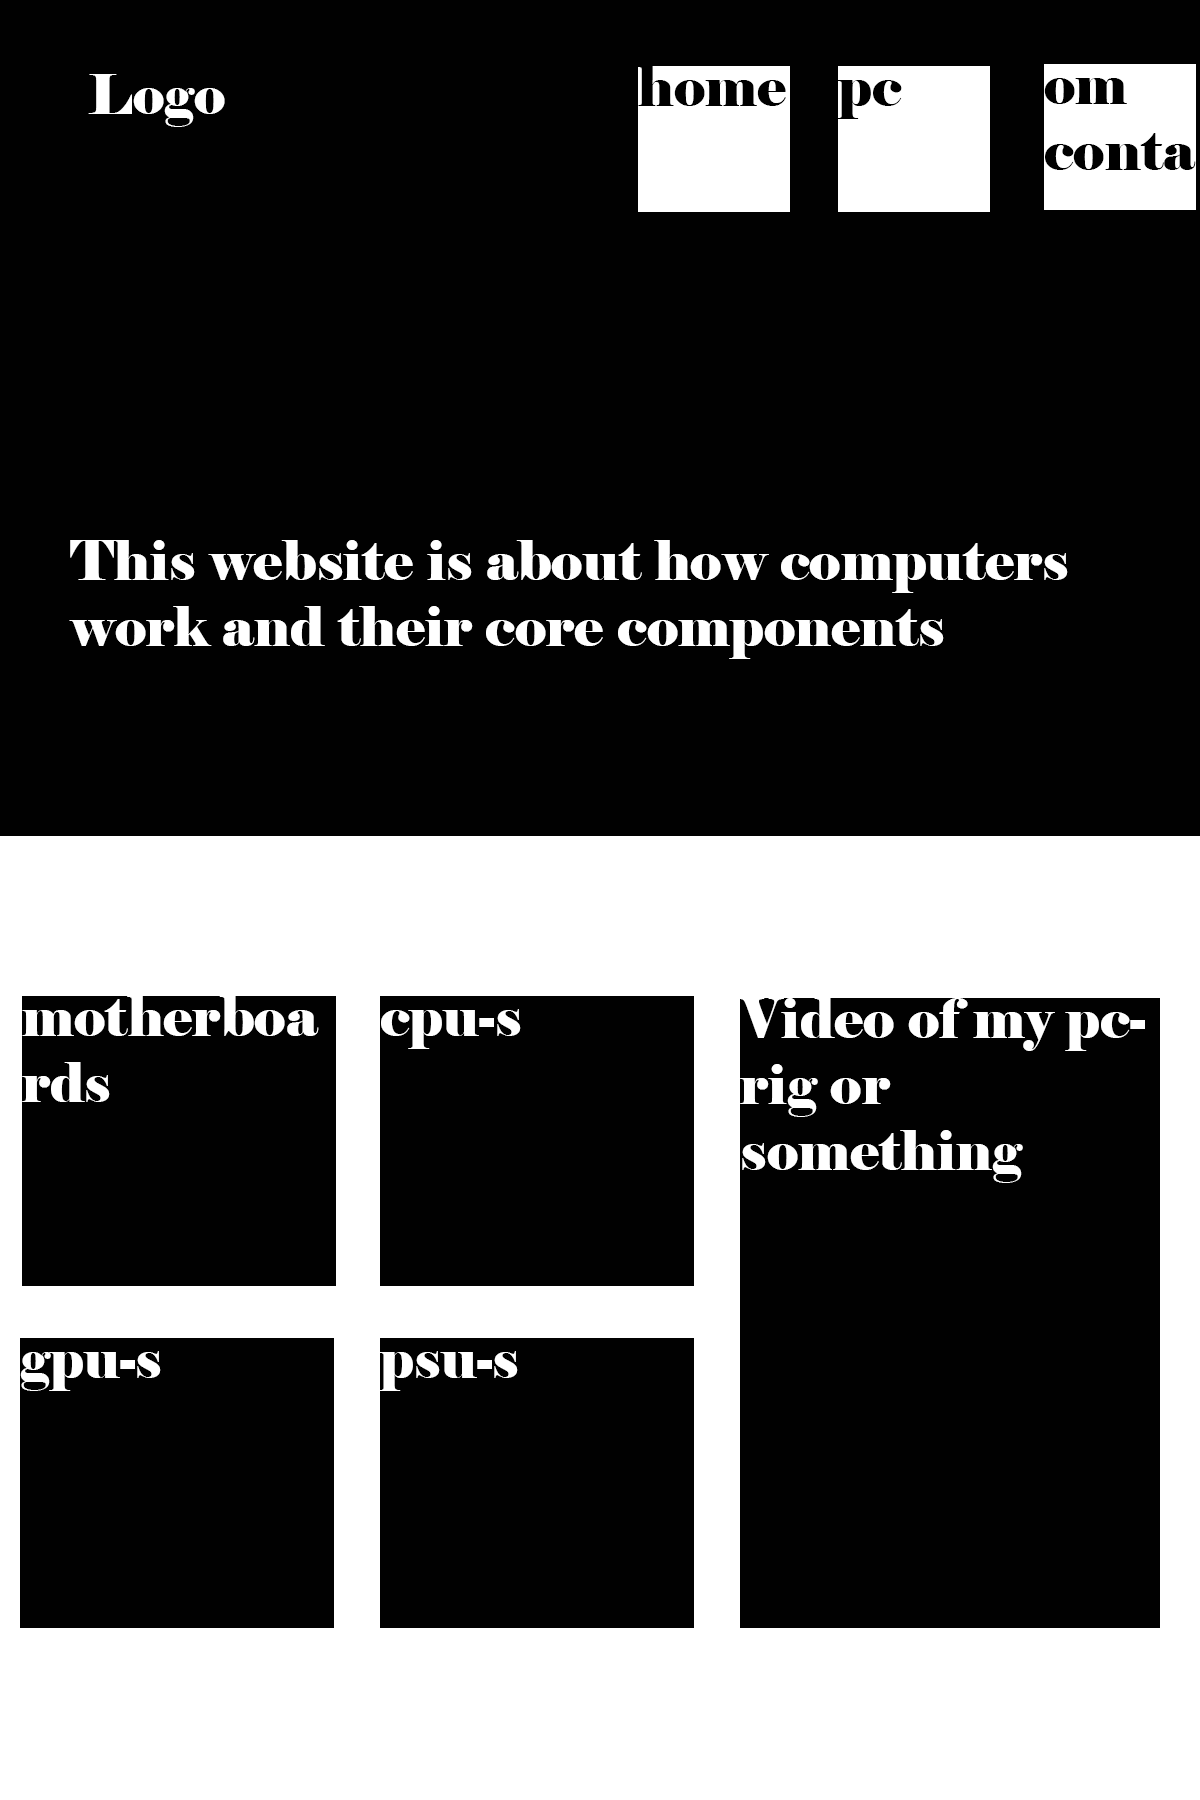 Logo
home
pc
om
conta
This website is about how computers
work and their core components
motherboa
rds
cpu-s
Video of my pc-
rig or
something
gpu-s
psu-s